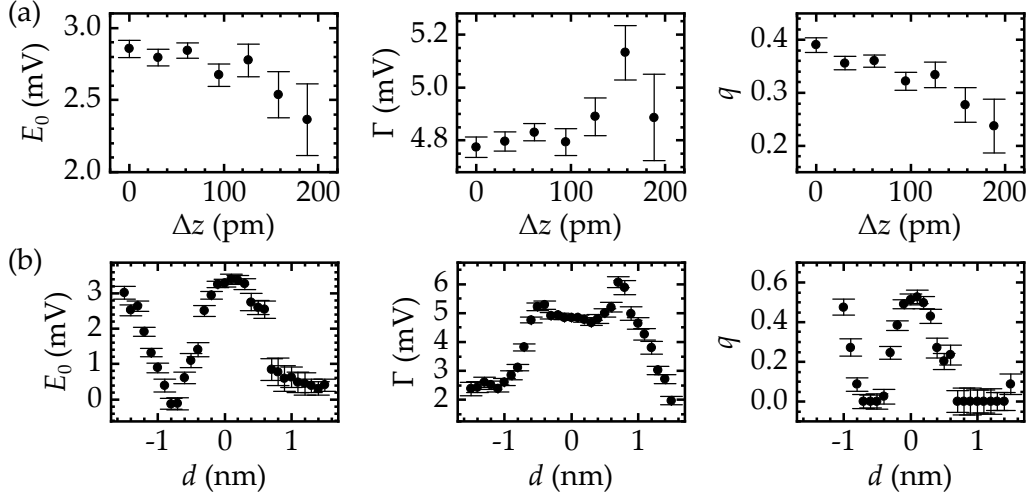 (a)
E₀ (mV)
3.0
2.5
2.0
0 100 200
Δz (pm)
Γ (mV)
5.2
5.0
4.8
0 100 200
Δz (pm)
q
0.4
0.3
0.2
0 100 200
Δz (pm)
(b)
E₀ (mV)
3
2
1
0
-1 0 1
d (nm)
Γ (mV)
6
5
4
3
2
-1 0 1
d (nm)
q
0.6
0.4
0.2
0.0
-1 0 1
d (nm)